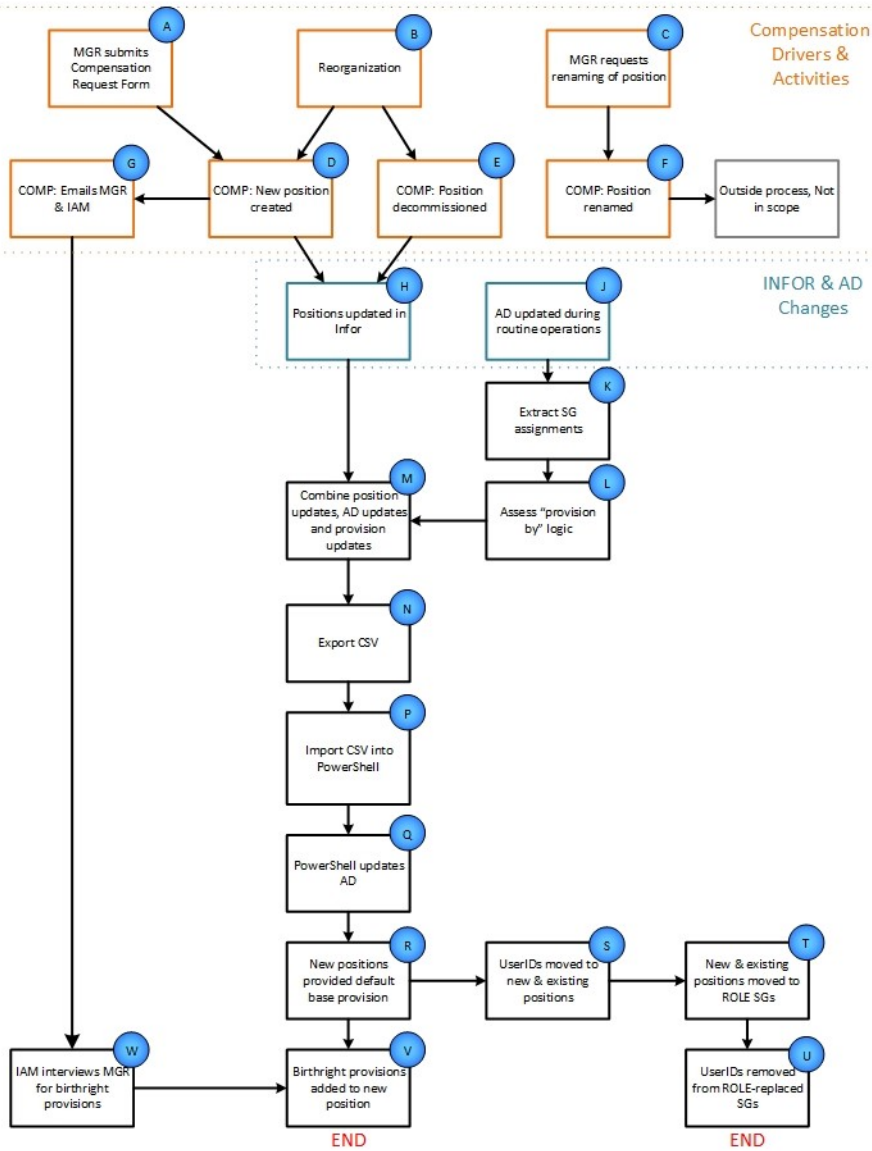 A
B
C
Compensation
Drivers &
Activities
MGR submits
Compensation
Request Form
Reorganization
MGR requests
renaming of position
G
D
E
F
COMP: Emails MGR
& IAM
COMP: New position
created
COMP: Position
decommissioned
COMP: Position
renamed
Outside process, Not
in scope
H
J
INFOR & AD
Changes
Positions updated in
Infor
AD updated during
routine operations
K
Extract SG
assignments
M
L
Combine position
updates, AD updates
and provision
updates
Assess “provision
by” logic
N
Export CSV
P
Import CSV into
PowerShell
Q
PowerShell updates
AD
R
S
T
New positions
provided default
base provision
UserIDs moved to
new & existing
positions
New & existing
positions moved to
ROLE SGs
W
V
U
IAM interviews MGR
for birthright
provisions
Birthright provisions
added to new
position
UserIDs removed
from ROLE-replaced
SGs
END
END